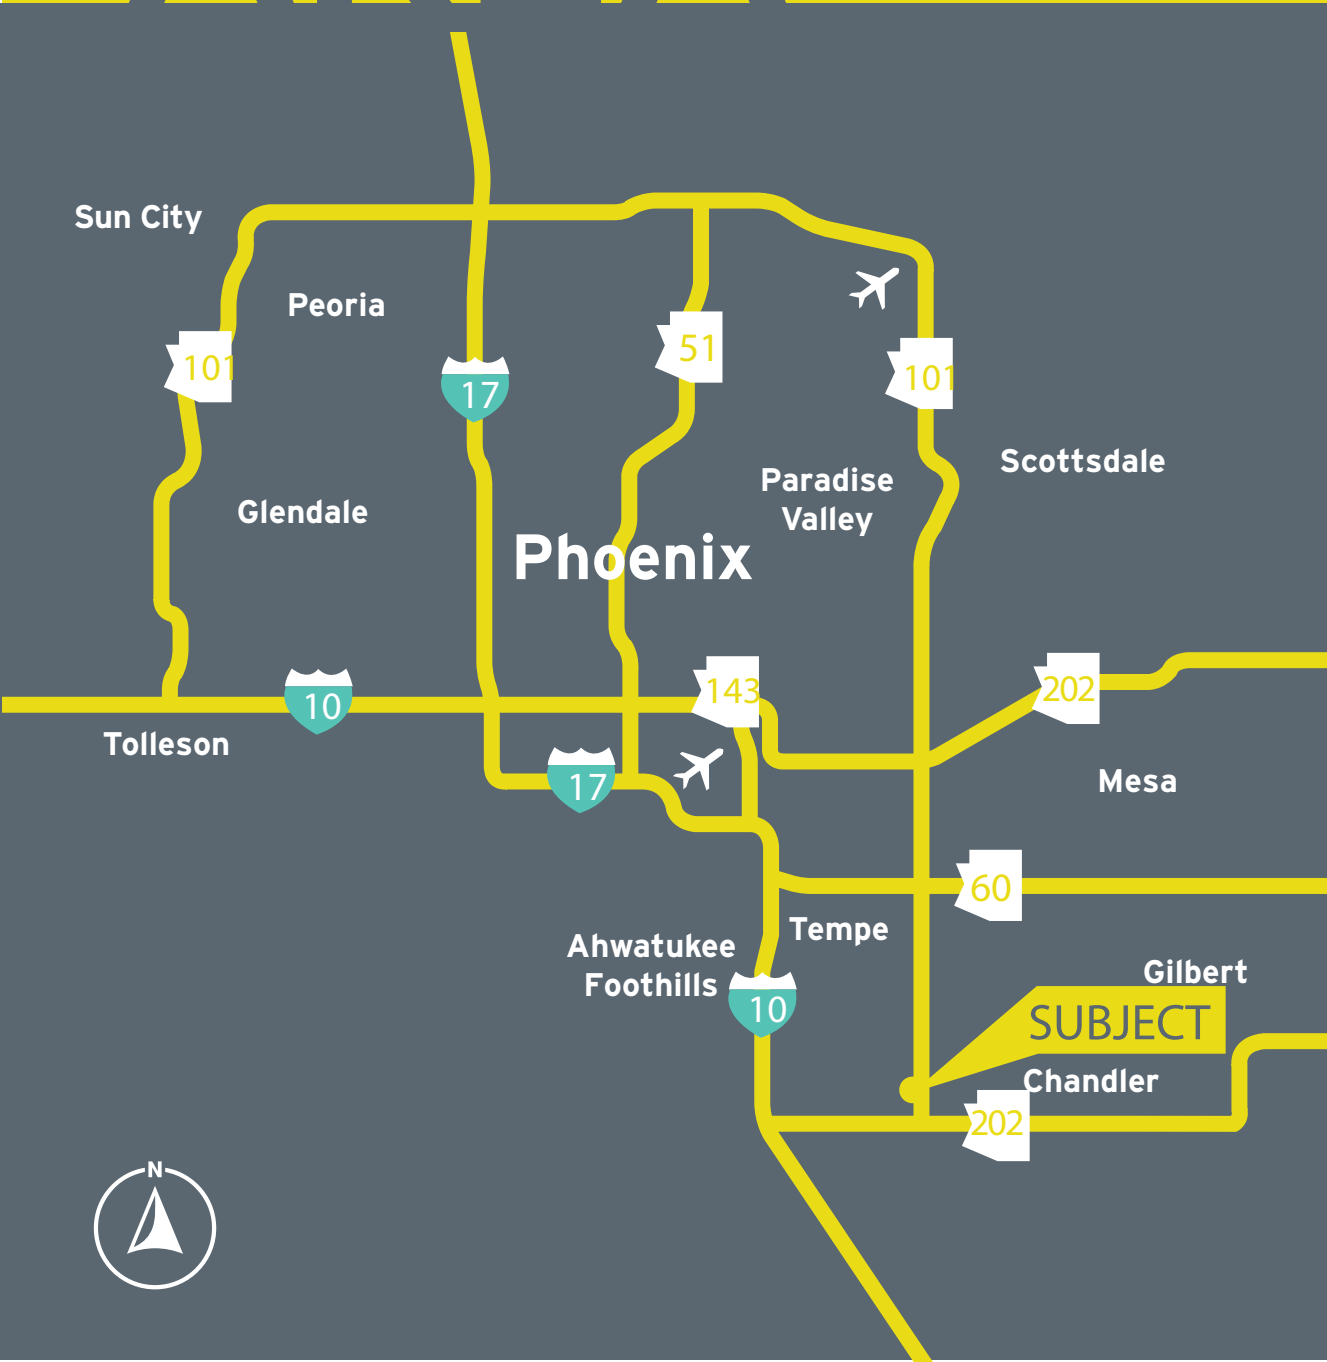 Sun City
Peoria
51
101
101
17
Scottsdale
Paradise
Valley
Glendale
Phoenix
143
202
10
Tolleson
Mesa
17
60
Tempe
Ahwatukee
Foothills
Gilbert
10
SUBJECT
Chandler
202
N